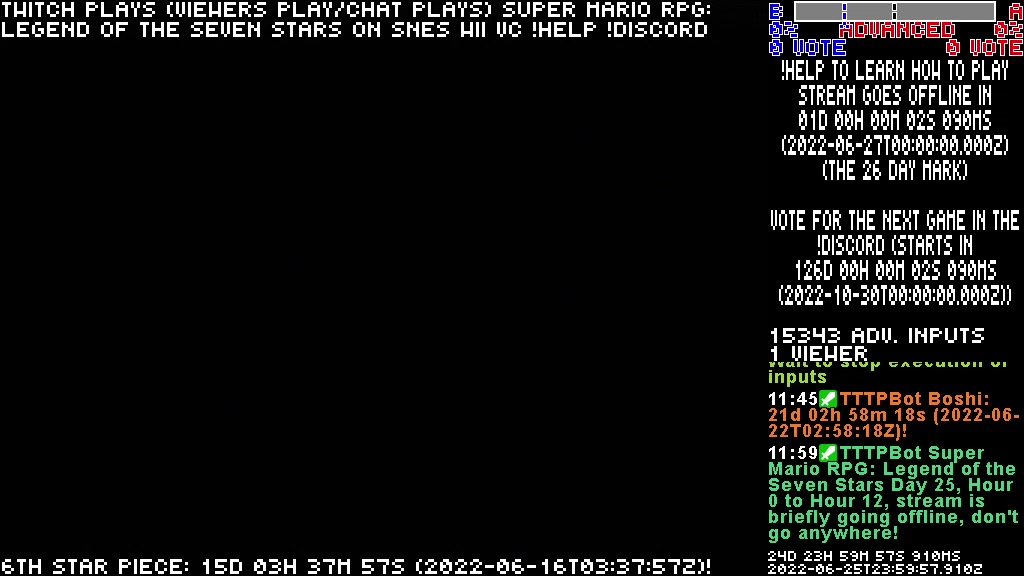 TWITCH PLAYS (VIEWERS PLAY/CHAT PLAYS) SUPER MARIO RPG:
LEGEND OF THE SEVEN STARS ON SNES WII VC !HELP !DISCORD
B A
0% ADVANCED 0%
0 VOTE 0 VOTE
!HELP TO LEARN HOW TO PLAY
STREAM GOES OFFLINE IN
01D 00H 00M 02S 090MS
(2022-06-27T00:00:00.000Z)
(THE 26 DAY MARK)
VOTE FOR THE NEXT GAME IN THE
!DISCORD (STARTS IN
126D 00H 00M 02S 090MS
(2022-10-30T00:00:00.000Z))
15343 ADV. INPUTS
1 VIEWER
Wait to stop execution of
inputs
11:45 TTTPBot Boshi:
21d 02h 58m 18s (2022-06-
22T02:58:18Z)!
11:59 TTTPBot Super
Mario RPG: Legend of the
Seven Stars Day 25, Hour
0 to Hour 12, stream is
briefly going offline, don't
go anywhere!
24D 23H 59M 57S 910MS
2022-06-25T23:59:57.910Z
6TH STAR PIECE: 15D 03H 37M 57S (2022-06-16T03:37:57Z)!